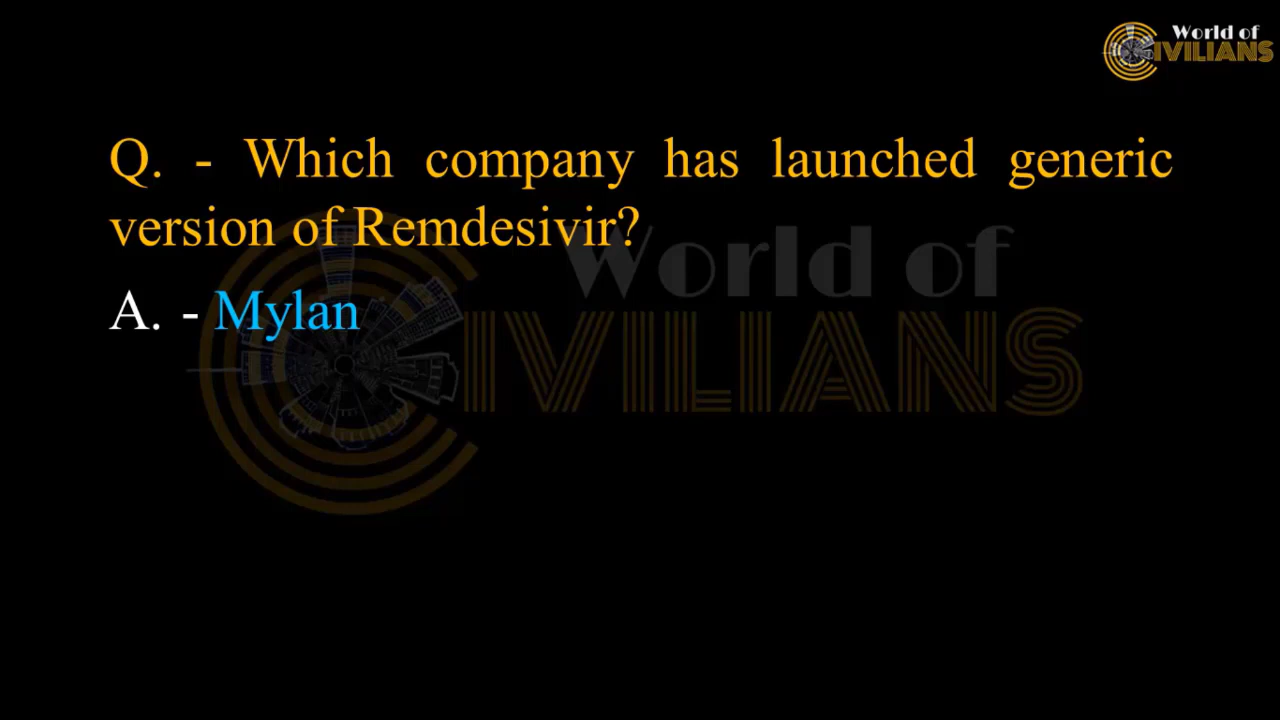 World of
CIVILIANS
Q. - Which company has launched generic
version of Remdesivir?
A. - Mylan
World of
CIVILIANS